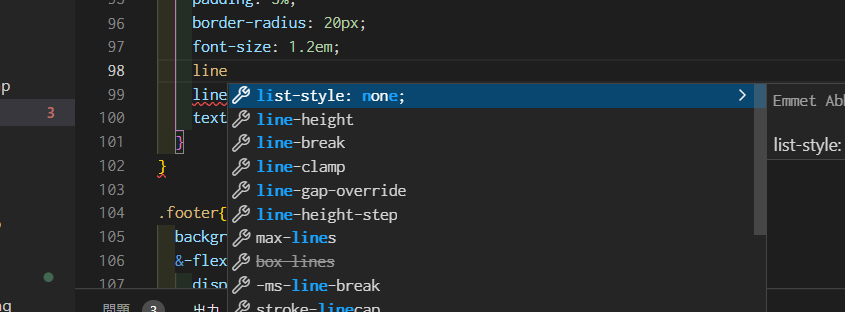 padding: 5%;
96 border-radius: 20px;
97 font-size: 1.2em;
98 line
99 line
100 text
101 }
102 }
103
104 .footer{
105 backgr
106 &-flex
107 disp
list-style: none;
line-height
line-break
line-clamp
line-gap-override
line-height-step
max-lines
box-lines
-ms-line-break
stroke-linecap
Emmet Ab
list-style:
p
3
ng
問題 3 出力